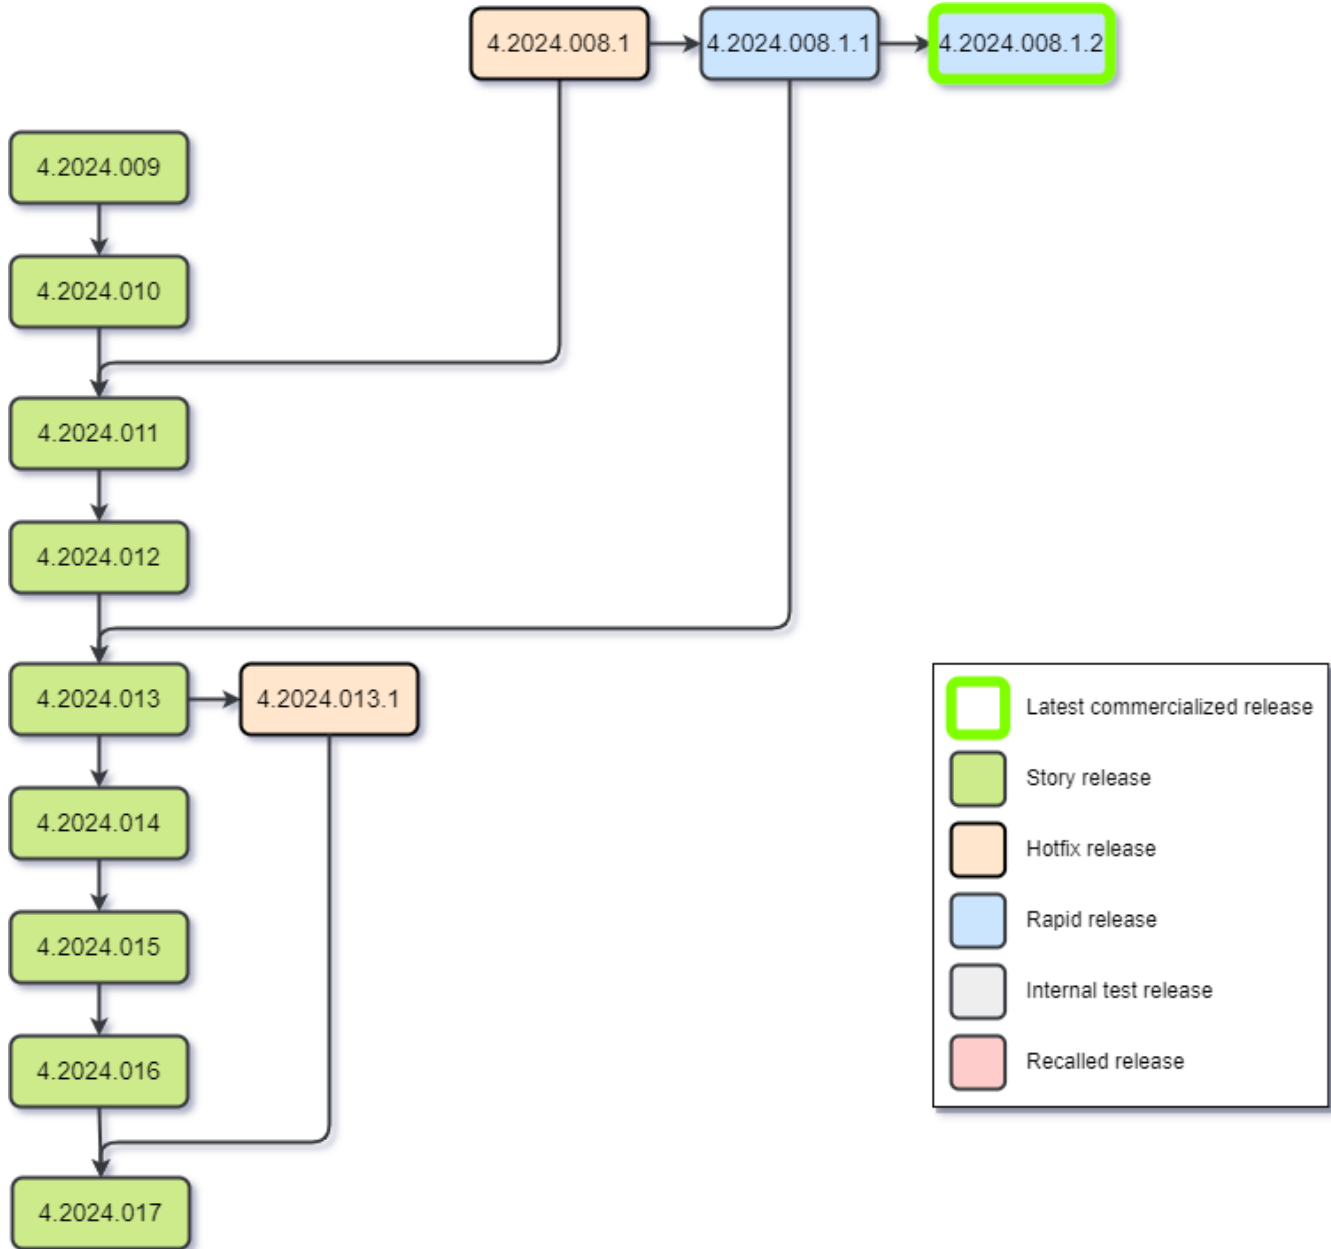 4.2024.008.1
4.2024.008.1.1
4.2024.008.1.2
4.2024.009
4.2024.010
4.2024.011
4.2024.012
4.2024.013
4.2024.013.1
4.2024.014
4.2024.015
4.2024.016
4.2024.017
Latest commercialized release
Story release
Hotfix release
Rapid release
Internal test release
Recalled release